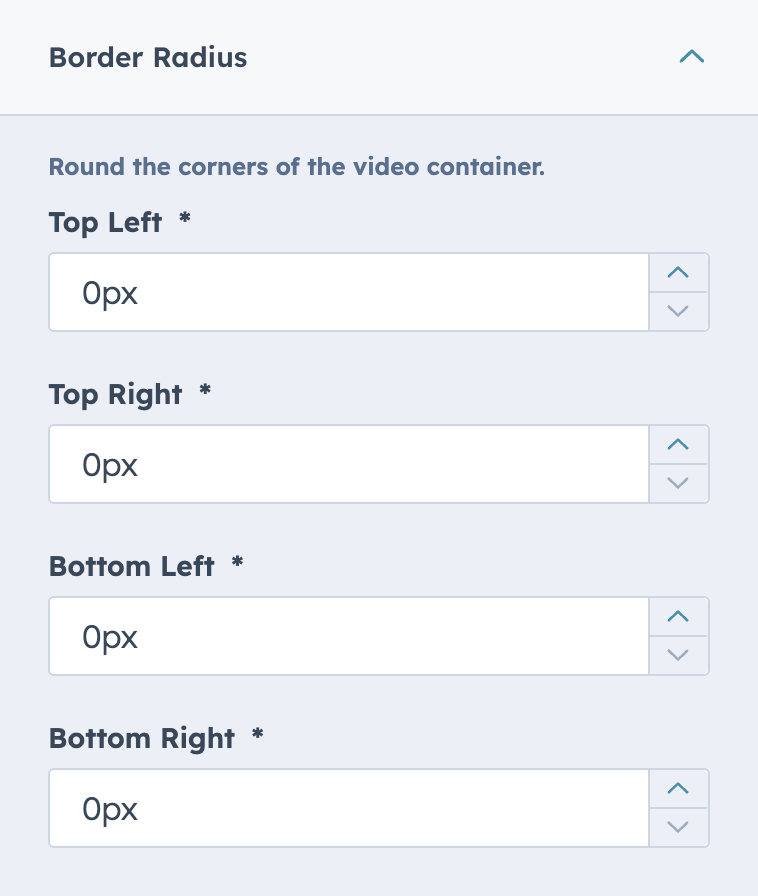 Border Radius
Round the corners of the video container.
Top Left *
0px
Top Right *
0px
Bottom Left *
0px
Bottom Right *
0px